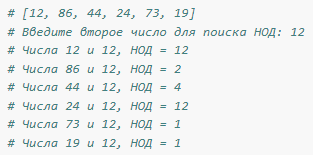 # [12, 86, 44, 24, 73, 19]
# Введите второе число для поиска НОД: 12
# Числа 12 и 12, НОД = 12
# Числа 86 и 12, НОД = 2
# Числа 44 и 12, НОД = 4
# Числа 24 и 12, НОД = 12
# Числа 73 и 12, НОД = 1
# Числа 19 и 12, НОД = 1